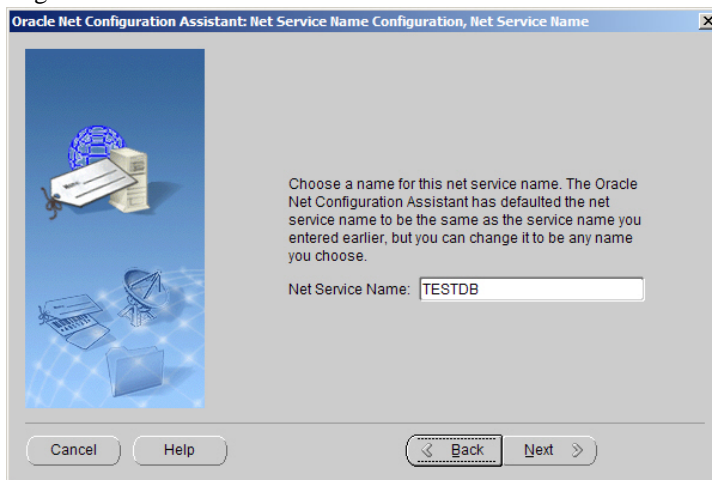 Oracle Net Configuration Assistant: Net Service Name Configuration, Net Service Name
Choose a name for this net service name. The Oracle
Net Configuration Assistant has defaulted the net
service name to be the same as the service name you
entered earlier, but you can change it to be any name
you choose.
Net Service Name: TESTDB
Cancel Help Back Next